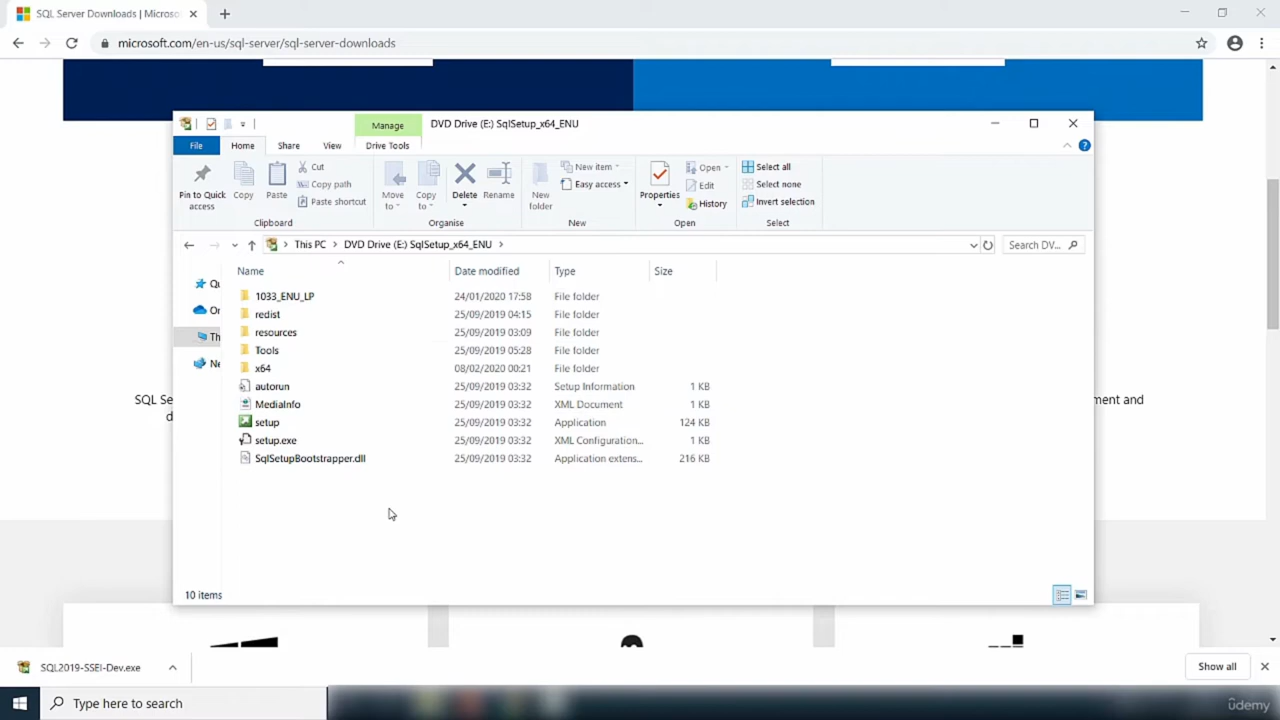 SQL Server Downloads | Microso
microsoft.com/en-us/sql-server/sql-server-downloads
Manage
DVD Drive (E:) SqlSetup_x64_ENU
File
Home
Share
View
Drive Tools
Pin to Quick access
Copy
Paste
Cut
Copy path
Paste shortcut
Clipboard
Move to
Copy to
Delete
Rename
Organise
New folder
New item
Easy access
New
Properties
Open
Edit
History
Open
Select all
Select none
Invert selection
Select
This PC > DVD Drive (E:) SqlSetup_x64_ENU >
Search DV...
Name Date modified Type Size
1033_ENU_LP 24/01/2020 17:58 File folder
redist 25/09/2019 04:15 File folder
resources 25/09/2019 03:09 File folder
Tools 25/09/2019 05:28 File folder
x64 08/02/2020 00:21 File folder
autorun 25/09/2019 03:32 Setup Information 1 KB
MediaInfo 25/09/2019 03:32 XML Document 1 KB
setup 25/09/2019 03:32 Application 124 KB
setup.exe 25/09/2019 03:32 XML Configuration... 1 KB
SqlSetupBootstrapper.dll 25/09/2019 03:32 Application extens... 216 KB
Qu
On
Th
Ne
SQL Se
d
ment and
10 items
SQL2019-SSEI-Dev.exe
Show all
Type here to search
ûdemy